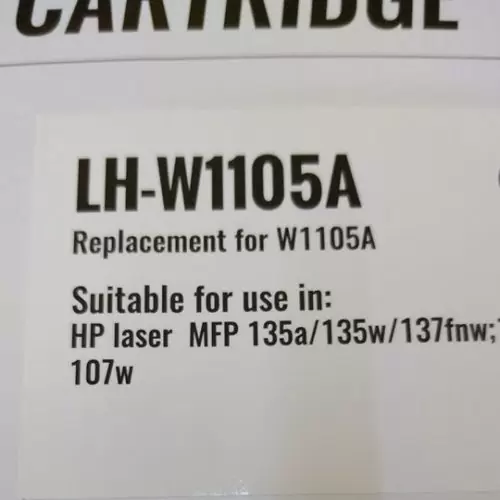 CARTRIDGE
LH-W1105A
Replacement for W1105A
Suitable for use in:
HP laser MFP 135a/135w/137fnw;
107w